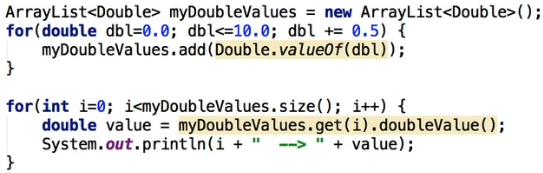 ArrayList<Double> myDoubleValues = new ArrayList<Double>();
for(double dbl=0.0; dbl<=10.0; dbl += 0.5) {
    myDoubleValues.add(Double.valueOf(dbl));
}

for(int i=0; i<myDoubleValues.size(); i++) {
    double value = myDoubleValues.get(i).doubleValue();
    System.out.println(i + "  --> " + value);
}